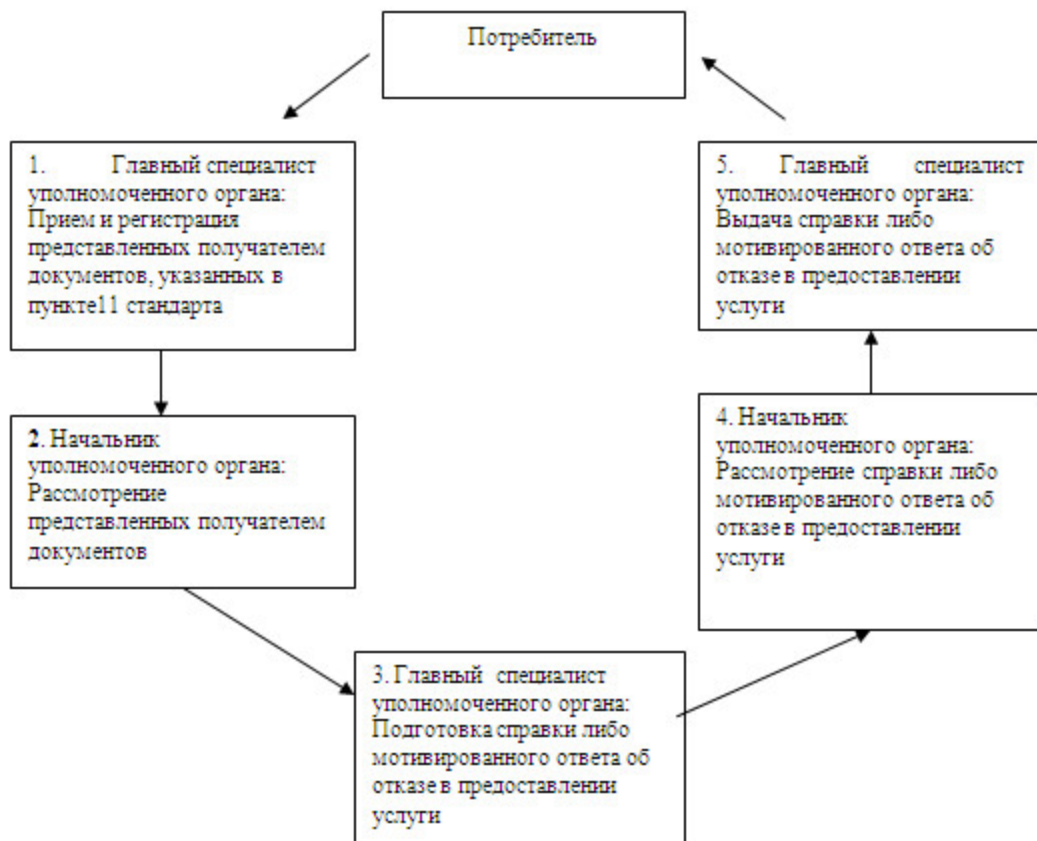 Потребитель
1. Главный специалист
уполномоченного органа:
Прием и регистрация
представленных получателем
документов, указанных в
пункте11 стандарта
2. Начальник
уполномоченного органа:
Рассмотрение
представленных получателем
документов
3. Главный специалист
уполномоченного органа:
Подготовка справки либо
мотивированного ответа об
отказе в предоставлении
услуги
4. Начальник
уполномоченного органа:
Рассмотрение справки либо
мотивированного ответа об
отказе в предоставлении
услуги
5. Главный специалист
уполномоченного органа:
Выдача справки либо
мотивированного ответа об
отказе в предоставлении
услуги